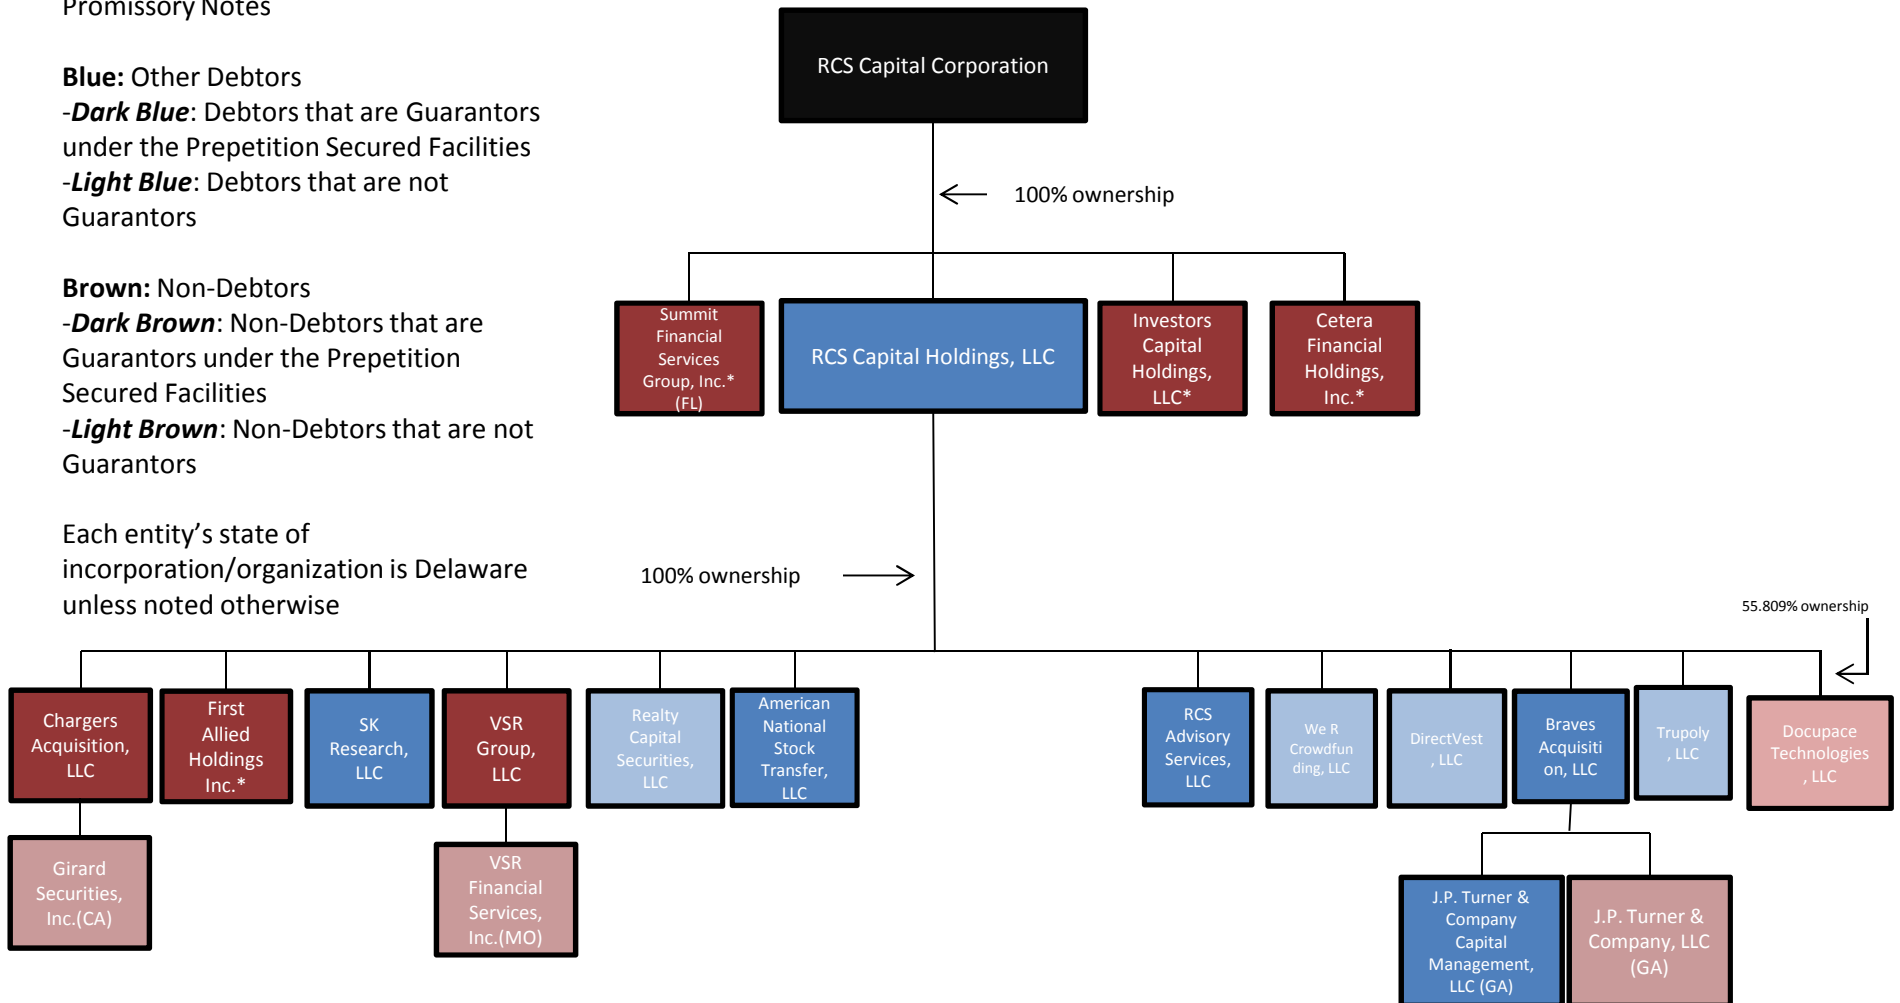 Promissory Notes
Blue: Other Debtors
-Dark Blue: Debtors that are Guarantors
under the Prepetition Secured Facilities
-Light Blue: Debtors that are not
Guarantors
Brown: Non-Debtors
-Dark Brown: Non-Debtors that are
Guarantors under the Prepetition
Secured Facilities
-Light Brown: Non-Debtors that are not
Guarantors
Each entity’s state of
incorporation/organization is Delaware
unless noted otherwise
RCS Capital Corporation
100% ownership
Summit
Financial
Services
Group, Inc.*
(FL)
RCS Capital Holdings, LLC
Investors
Capital
Holdings,
LLC*
Cetera
Financial
Holdings,
Inc.*
100% ownership
55.809% ownership
Chargers
Acquisition,
LLC
First
Allied
Holdings
Inc.*
SK
Research,
LLC
VSR
Group,
LLC
Realty
Capital
Securities,
LLC
American
National
Stock
Transfer,
LLC
RCS
Advisory
Services,
LLC
We R
Crowdfun
ding, LLC
DirectVest
, LLC
Braves
Acquisiti
on, LLC
Trupoly
, LLC
Docupace
Technologies
, LLC
Girard
Securities,
Inc.(CA)
VSR
Financial
Services,
Inc.(MO)
J.P. Turner &
Company
Capital
Management,
LLC (GA)
J.P. Turner &
Company, LLC
(GA)